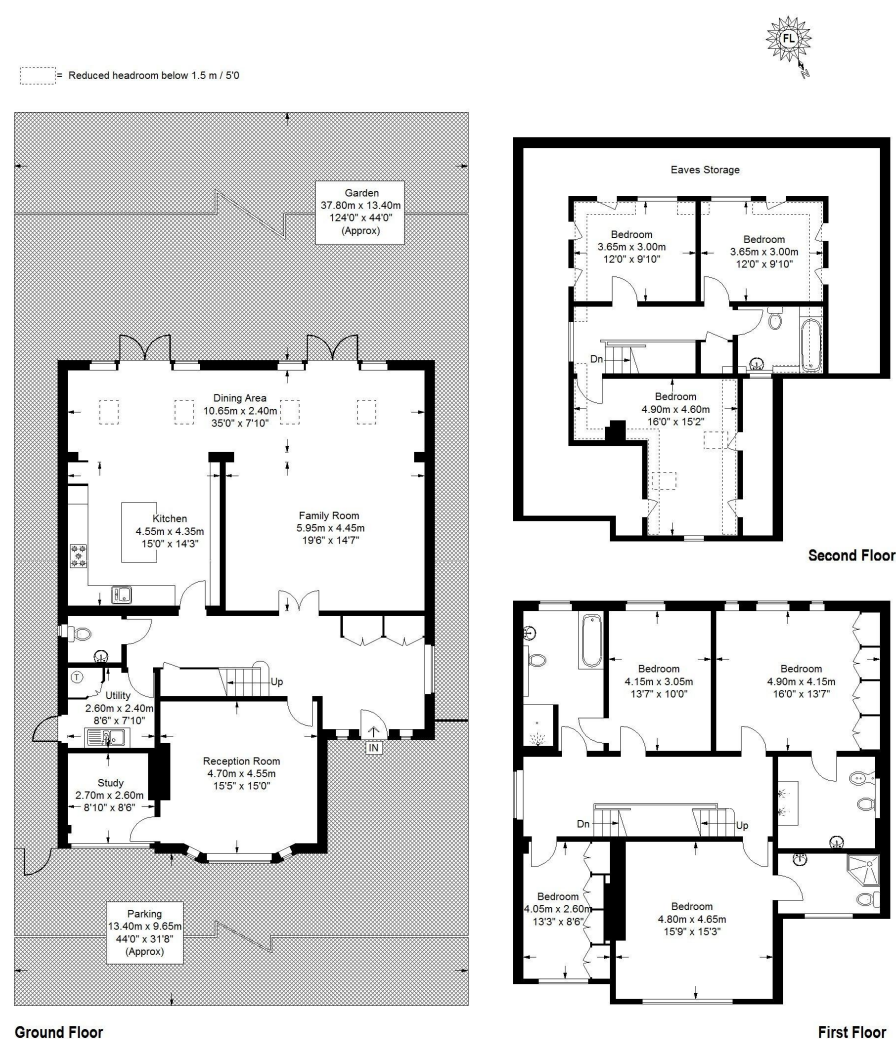 FL
N
= Reduced headroom below 1.5 m / 5'0
Garden
37.80m x 13.40m
124'0" x 44'0"
(Approx)
Dining Area
10.65m x 2.40m
35'0" x 7'10"
Kitchen
4.55m x 4.35m
15'0" x 14'3"
Family Room
5.95m x 4.45m
19'6" x 14'7"
T
Utility
2.60m x 2.40m
8'6" x 7'10"
Up
IN
Reception Room
4.70m x 4.55m
15'5" x 15'0"
Study
2.70m x 2.60m
8'10" x 8'6"
Parking
13.40m x 9.65m
44'0" x 31'8"
(Approx)
Ground Floor
Eaves Storage
Bedroom
3.65m x 3.00m
12'0" x 9'10"
Bedroom
3.65m x 3.00m
12'0" x 9'10"
Dn
Bedroom
4.90m x 4.60m
16'0" x 15'2"
Second Floor
Bedroom
4.15m x 3.05m
13'7" x 10'0"
Bedroom
4.90m x 4.15m
16'0" x 13'7"
Dn
Up
Bedroom
4.05m x 2.60m
13'3" x 8'6"
Bedroom
4.80m x 4.65m
15'9" x 15'3"
First Floor